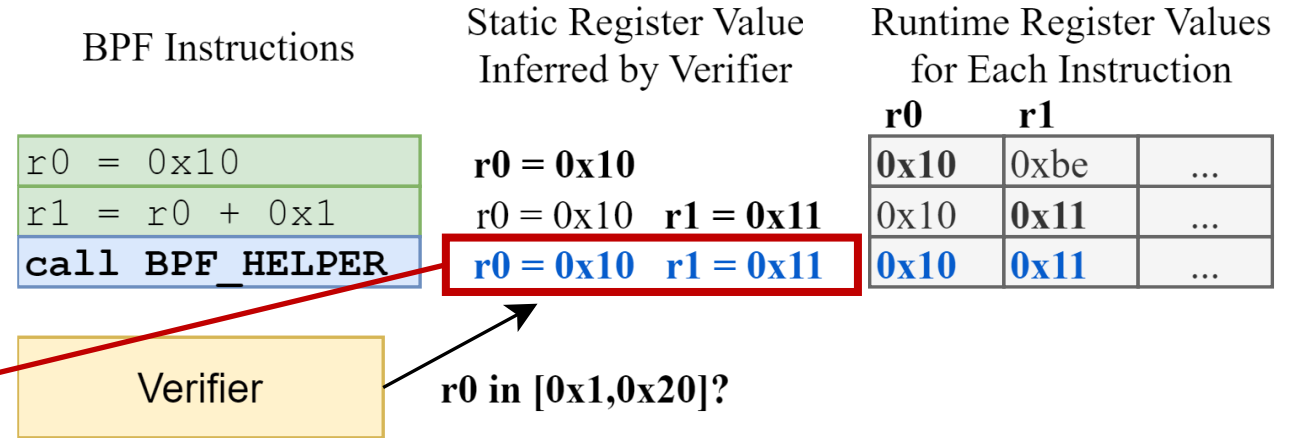 BPF Instructions
Static Register Value
Inferred by Verifier
Runtime Register Values
for Each Instruction
r0 r1
r0 = 0x10
r0 = 0x10
0x10 0xbe ...
r1 = r0 + 0x1
r0 = 0x10 r1 = 0x11
0x10 0x11 ...
call BPF_HELPER
r0 = 0x10 r1 = 0x11
0x10 0x11 ...
Verifier
r0 in [0x1,0x20]?